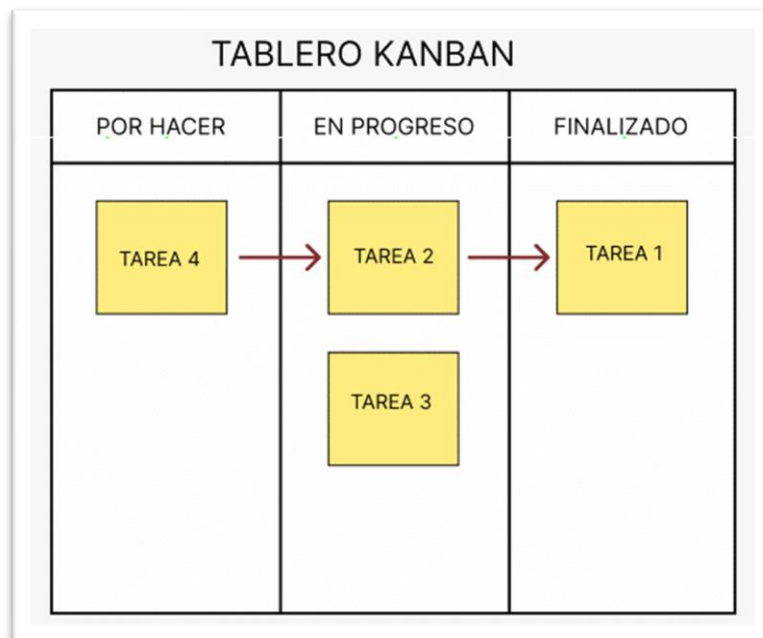 TABLERO KANBAN
POR HACER
EN PROGRESO
FINALIZADO
TAREA 4
TAREA 2
TAREA 1
TAREA 3